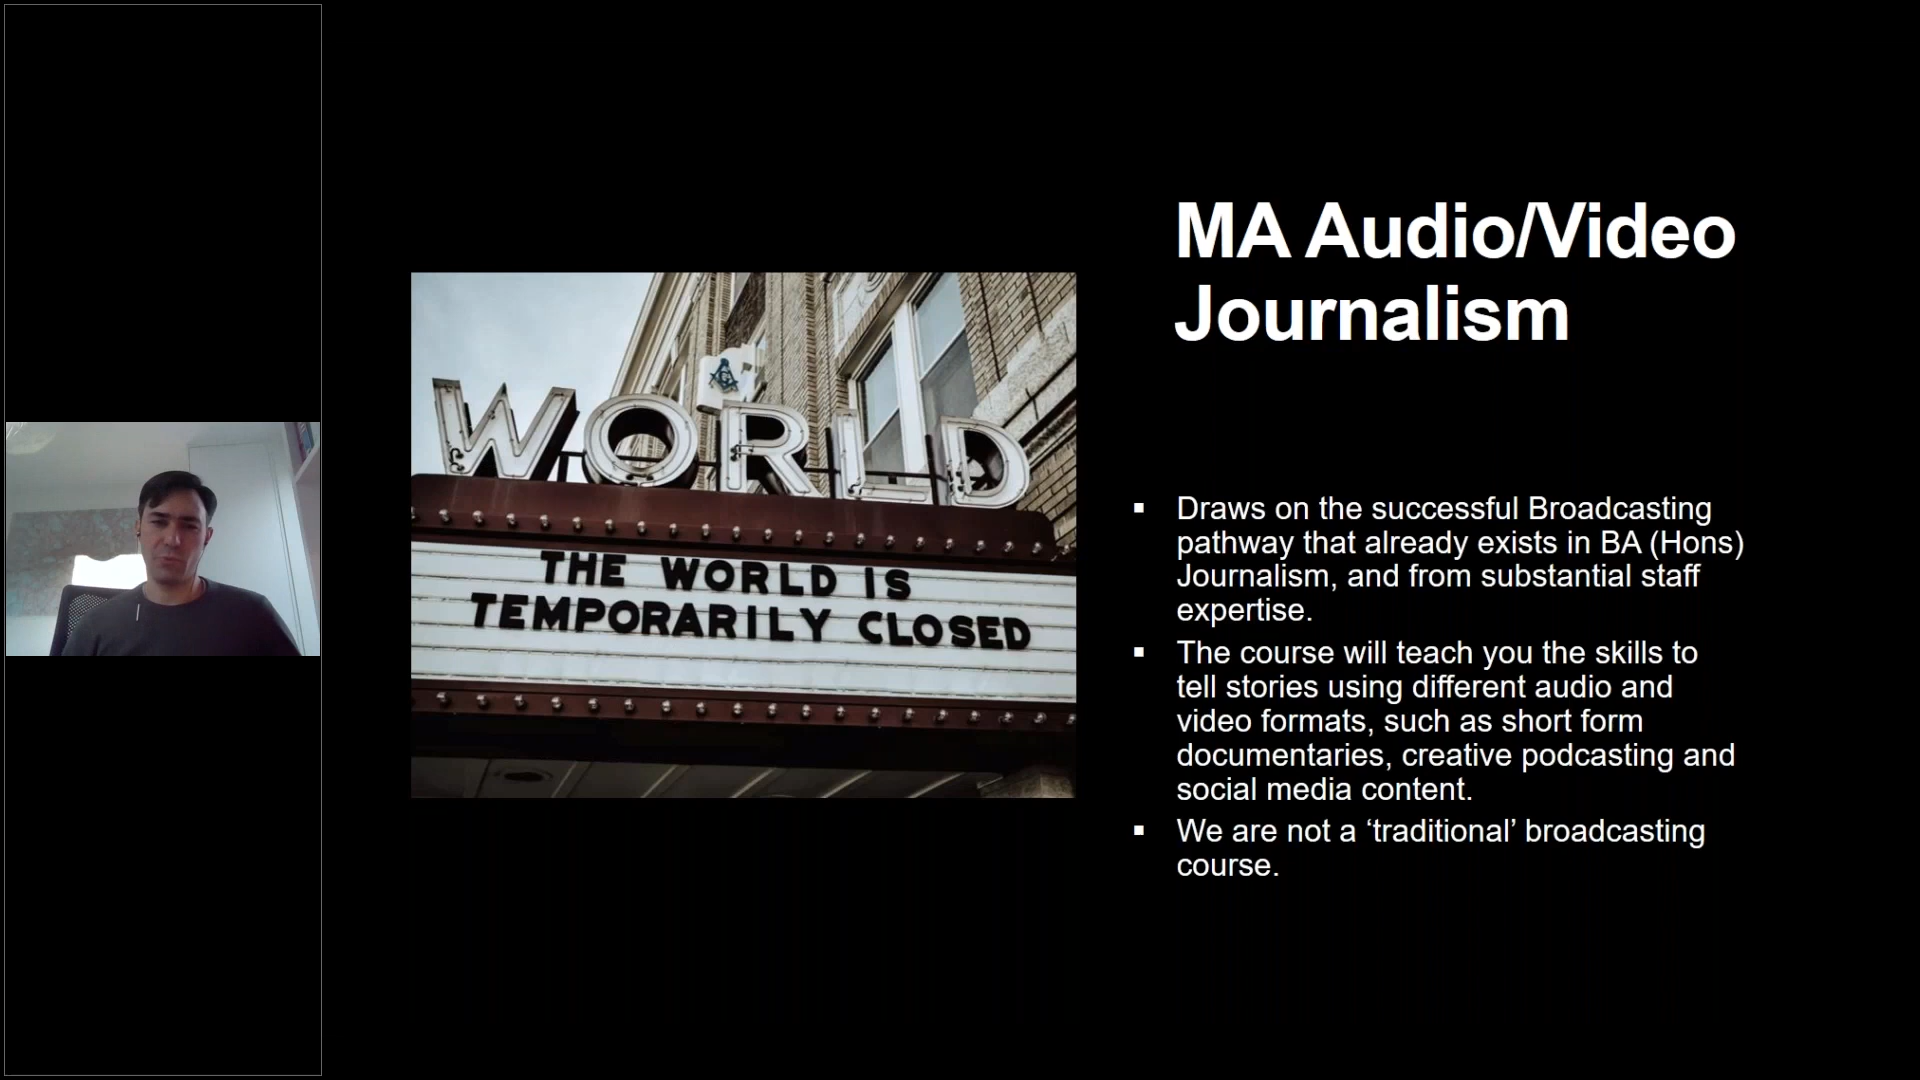 WORLD
THE WORLD IS
TEMPORARILY CLOSED
MA Audio/Video
Journalism
▪ Draws on the successful Broadcasting
pathway that already exists in BA (Hons)
Journalism, and from substantial staff
expertise.
▪ The course will teach you the skills to
tell stories using different audio and
video formats, such as short form
documentaries, creative podcasting and
social media content.
▪ We are not a ‘traditional’ broadcasting
course.